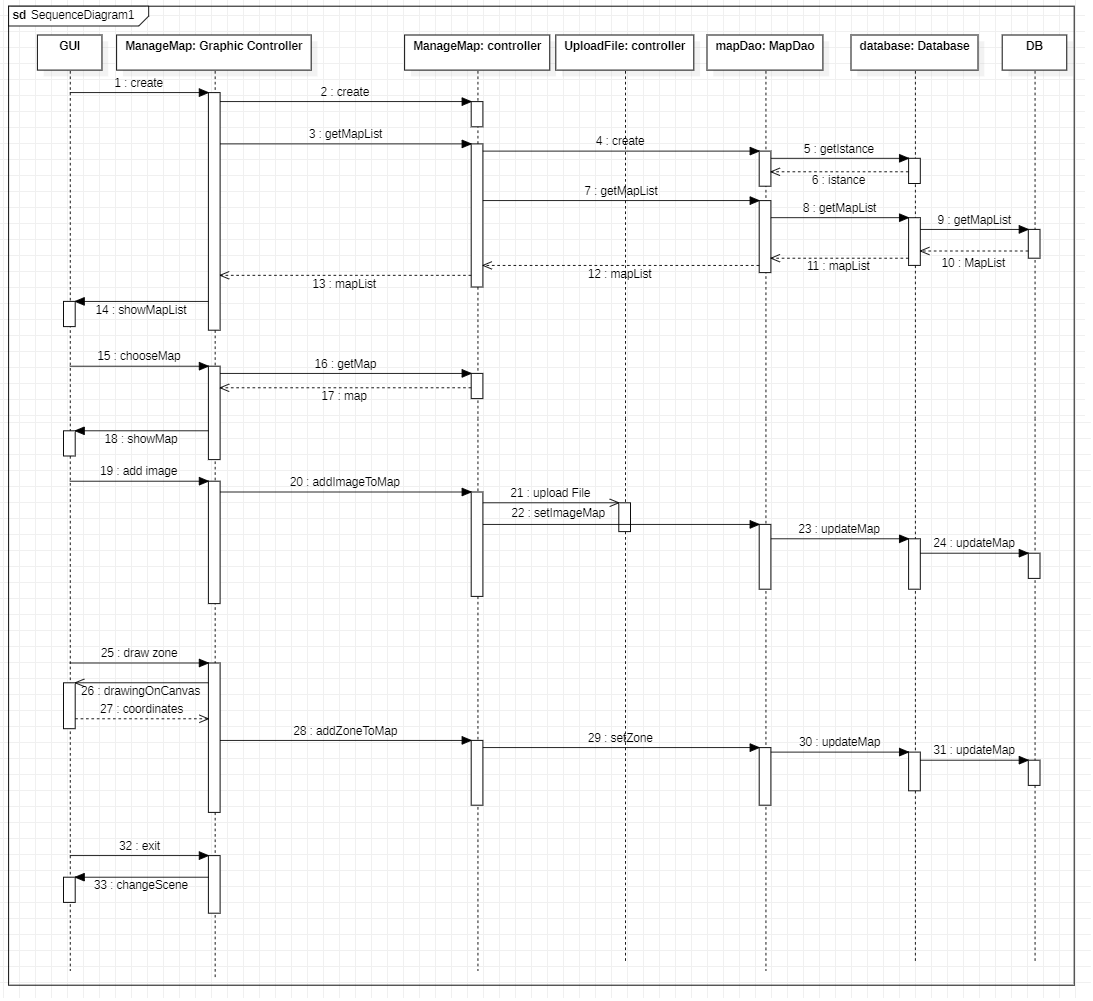 sd SequenceDiagram1
GUI
ManageMap: Graphic Controller
ManageMap: controller
UploadFile: controller
mapDao: MapDao
database: Database
DB
1 : create
2 : create
3 : getMapList
4 : create
5 : getIstance
6 : istance
7 : getMapList
8 : getMapList
9 : getMapList
10 : MapList
11 : mapList
12 : mapList
13 : mapList
14 : showMapList
15 : chooseMap
16 : getMap
17 : map
18 : showMap
19 : add image
20 : addImageToMap
21 : upload File
22 : setImageMap
23 : updateMap
24 : updateMap
25 : draw zone
26 : drawingOnCanvas
27 : coordinates
28 : addZoneToMap
29 : setZone
30 : updateMap
31 : updateMap
32 : exit
33 : changeScene